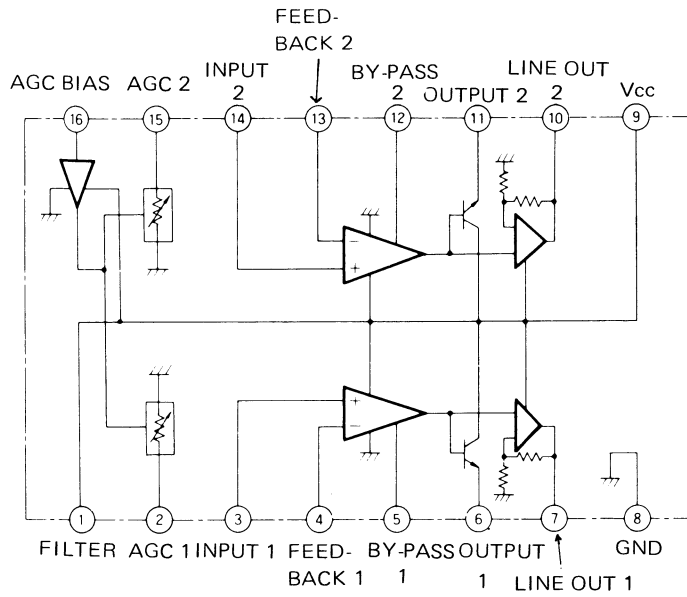 FEED-
BACK 2
INPUT
2
BY-PASS
2
LINE OUT
2
AGC BIAS
AGC 2
OUTPUT 2
Vcc
16
15
14
13
12
11
10
9
−
+
+
−
1
2
3
4
5
6
7
8
FILTER
AGC 1
INPUT 1
FEED-
BACK 1
BY-PASS
1
OUTPUT
1
LINE OUT 1
GND